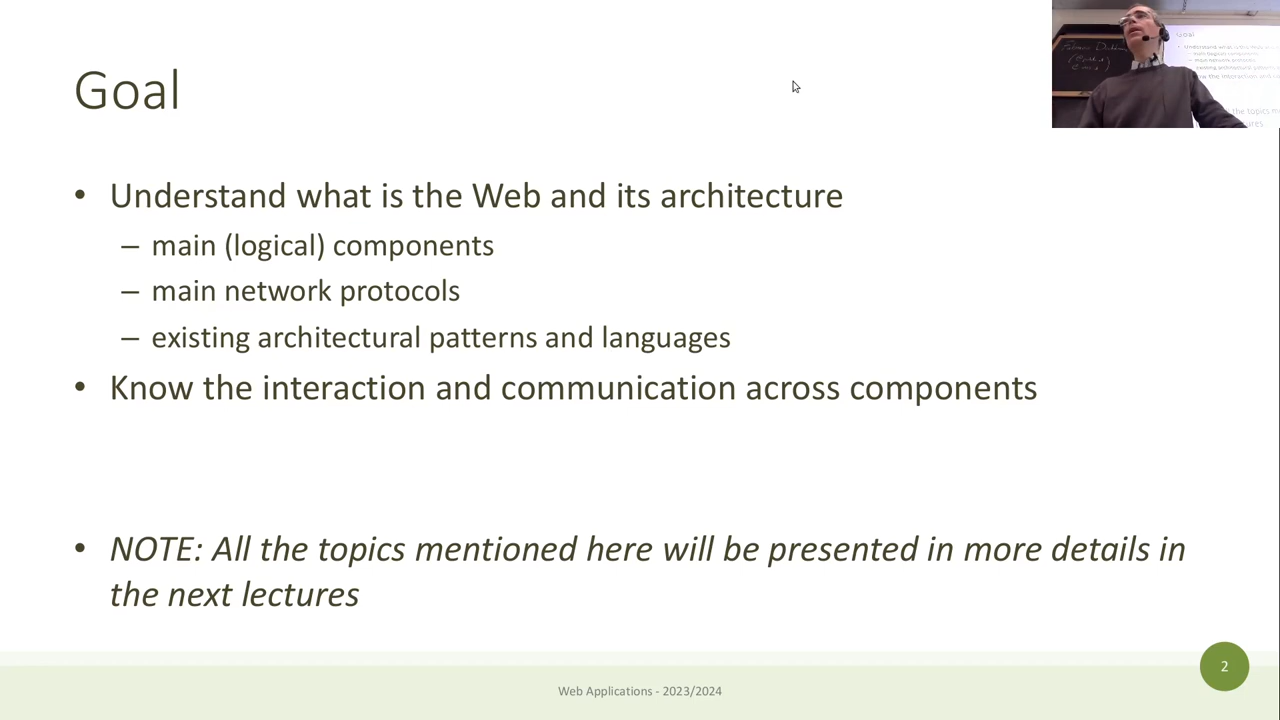 Goal
• Understand what is the Web and its architecture
– main (logical) components
– main network protocols
– existing architectural patterns and languages
• Know the interaction and communication across components
• NOTE: All the topics mentioned here will be presented in more details in
the next lectures
2
Web Applications - 2023/2024
Goal